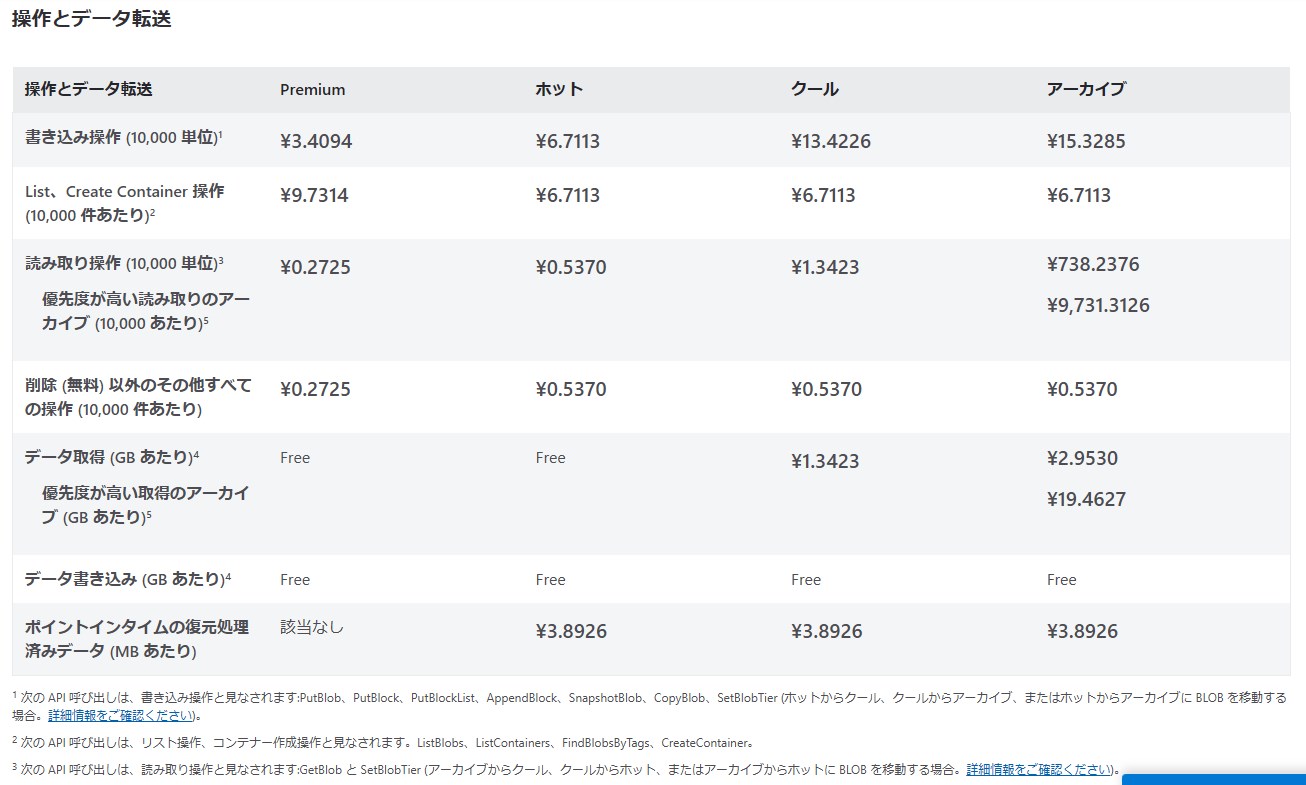 操作とデータ転送
操作とデータ転送 Premium ホット クール アーカイブ
書き込み操作 (10,000 単位)¹ ¥3.4094 ¥6.7113 ¥13.4226 ¥15.3285
List、Create Container 操作
(10,000 件あたり)² ¥9.7314 ¥6.7113 ¥6.7113 ¥6.7113
読み取り操作 (10,000 単位)³ ¥0.2725 ¥0.5370 ¥1.3423 ¥738.2376
優先度が高い読み取りのアー
カイブ (10,000 あたり)⁵ ¥9,731.3126
削除 (無料) 以外のその他すべて
の操作 (10,000 件あたり) ¥0.2725 ¥0.5370 ¥0.5370 ¥0.5370
データ取得 (GB あたり)⁴ Free Free ¥1.3423 ¥2.9530
優先度が高い取得のアーカイ
ブ (GB あたり)⁵ ¥19.4627
データ書き込み (GB あたり)⁴ Free Free Free Free
ポイントインタイムの復元処理
済みデータ (MB あたり) 該当なし ¥3.8926 ¥3.8926 ¥3.8926
¹ 次の API 呼び出しは、書き込み操作と見なされます:PutBlob、PutBlock、PutBlockList、AppendBlock、SnapshotBlob、CopyBlob、SetBlobTier (ホットからクール、クールからアーカイブ、またはホットからアーカイブに BLOB を移動する
場合。詳細情報をご確認ください)。
² 次の API 呼び出しは、リスト操作、コンテナー作成操作と見なされます。ListBlobs、ListContainers、FindBlobsByTags、CreateContainer。
³ 次の API 呼び出しは、読み取り操作と見なされます:GetBlob と SetBlobTier (アーカイブからクール、クールからホット、またはアーカイブからホットに BLOB を移動する場合。詳細情報をご確認ください)。